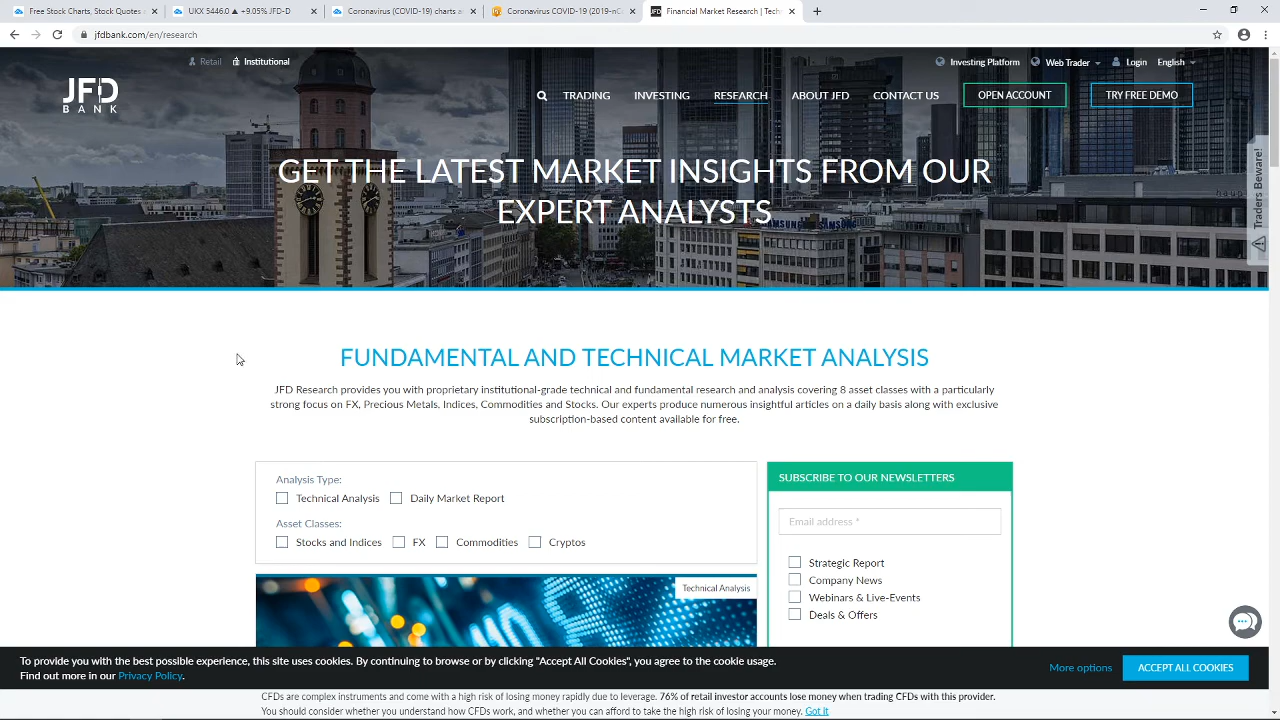 Free Stock Charts, Stock Quotes a
UKX 5446.0 ▲ +9.05% JFD-D
Coronavirus (COVID-19) charts a
Coronavirus COVID-19 (2019-nC
Financial Market Research | Tech
jfdbank.com/en/research
Retail
Institutional
Investing Platform
Web Trader
Login
English
JFD
BANK
TRADING
INVESTING
RESEARCH
ABOUT JFD
CONTACT US
OPEN ACCOUNT
TRY FREE DEMO
Traders Beware!
GET THE LATEST MARKET INSIGHTS FROM OUR
EXPERT ANALYSTS
SAMSUNG
SAMSUNG
FUNDAMENTAL AND TECHNICAL MARKET ANALYSIS
JFD Research provides you with proprietary institutional-grade technical and fundamental research and analysis covering 8 asset classes with a particularly
strong focus on FX, Precious Metals, Indices, Commodities and Stocks. Our experts produce numerous insightful articles on a daily basis along with exclusive
subscription-based content available for free.
Analysis Type:
Technical Analysis
Daily Market Report
Asset Classes:
Stocks and Indices
FX
Commodities
Cryptos
Technical Analysis
SUBSCRIBE TO OUR NEWSLETTERS
Email address *
Strategic Report
Company News
Webinars & Live-Events
Deals & Offers
To provide you with the best possible experience, this site uses cookies. By continuing to browse or by clicking "Accept All Cookies", you agree to the cookie usage.
Find out more in our Privacy Policy.
More options
ACCEPT ALL COOKIES
CFDs are complex instruments and come with a high risk of losing money rapidly due to leverage. 76% of retail investor accounts lose money when trading CFDs with this provider.
You should consider whether you understand how CFDs work, and whether you can afford to take the high risk of losing your money. Got it